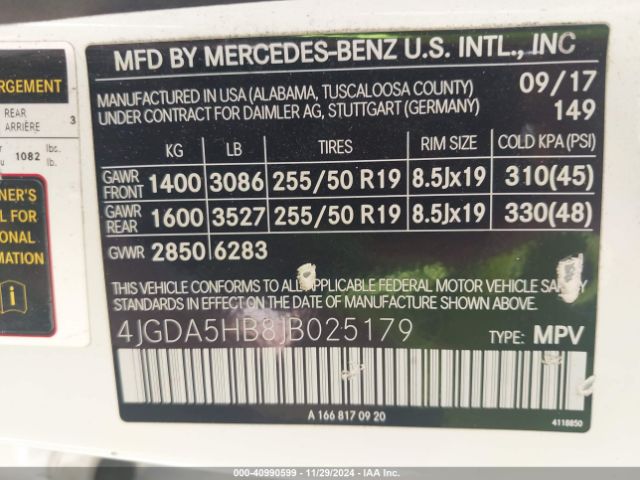 MFD BY MERCEDES-BENZ U.S. INTL., INC
MANUFACTURED IN USA (ALABAMA, TUSCALOOSA COUNTY) 09/17
UNDER CONTRACT FOR DAIMLER AG, STUTTGART (GERMANY) 149
KG LB TIRES RIM SIZE COLD KPA (PSI)
GAWR FRONT 1400 3086 255/50 R19 8.5Jx19 310(45)
GAWR REAR 1600 3527 255/50 R19 8.5Jx19 330(48)
GVWR 2850 6283
THIS VEHICLE CONFORMS TO ALL APPLICABLE FEDERAL MOTOR VEHICLE SAFETY
STANDARDS IN EFFECT ON THE DATE OF MANUFACTURE SHOWN ABOVE.
4JGDA5HB8JB025179 TYPE: MPV
A 166 817 09 20
4118850
ARGEMENT
REAR 3
ARRIÈRE
1082 lbc.
lb.
NER'S
L FOR
ONAL
MATION
i
000-40990599 - 11/29/2024 - IAA Inc.